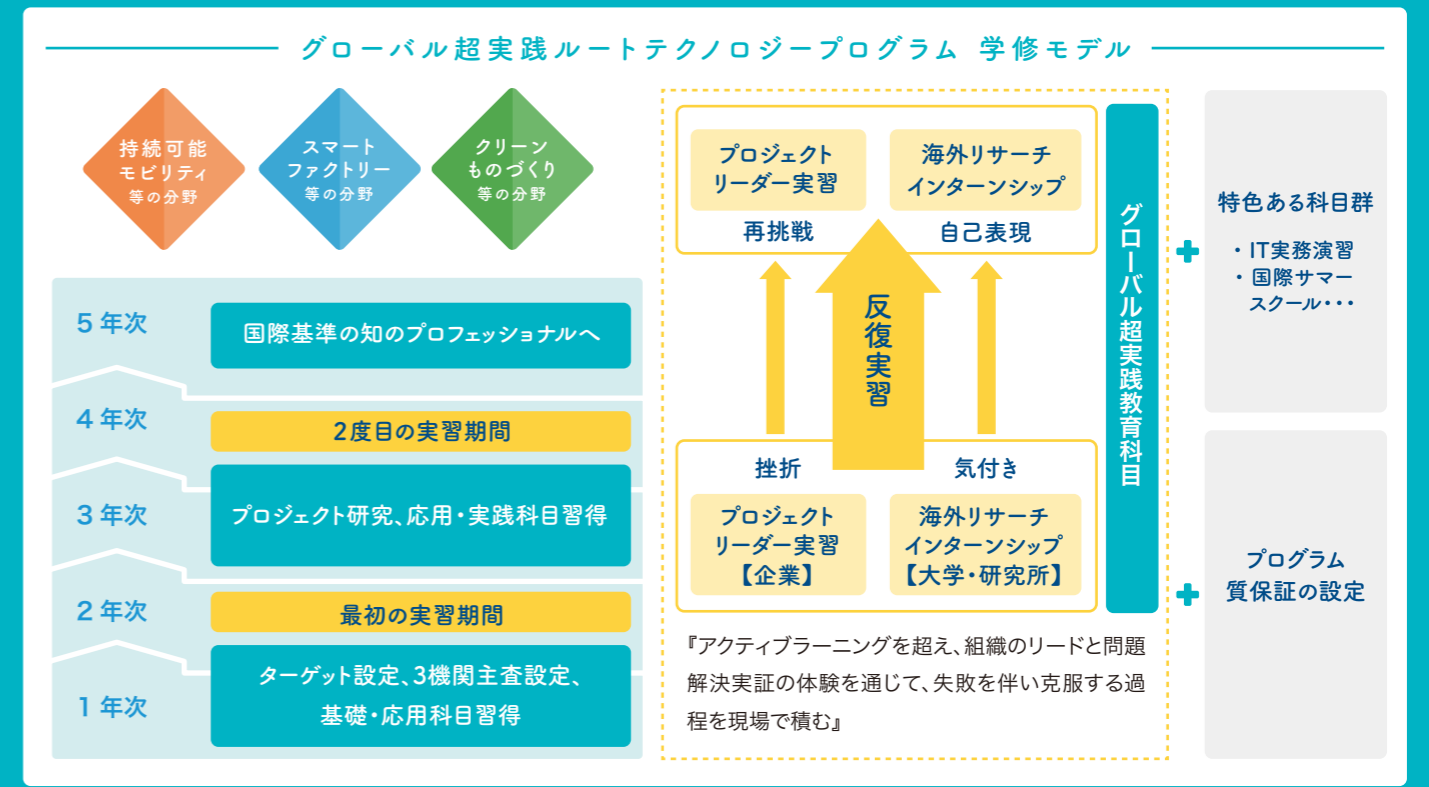 グローバル超実践ルートテクノロジープログラム 学修モデル
持続可能
モビリティ
等の分野
スマート
ファクトリー
等の分野
クリーン
ものづくり
等の分野
5年次
国際基準の知のプロフェッショナルへ
4年次
2度目の実習期間
3年次
プロジェクト研究、応用・実践科目習得
2年次
最初の実習期間
1年次
ターゲット設定、3機関主査設定、
基礎・応用科目習得
プロジェクト
リーダー実習
再挑戦
海外リサーチ
インターンシップ
自己表現
反復実習
挫折
プロジェクト
リーダー実習
【企業】
気付き
海外リサーチ
インターンシップ
【大学・研究所】
『アクティブラーニングを超え、組織のリードと問題
解決実証の体験を通じて、失敗を伴い克服する過
程を現場で積む』
グローバル超実践教育科目
+
特色ある科目群
・IT実務演習
・国際サマー
スクール・・・
+
プログラム
質保証の設定